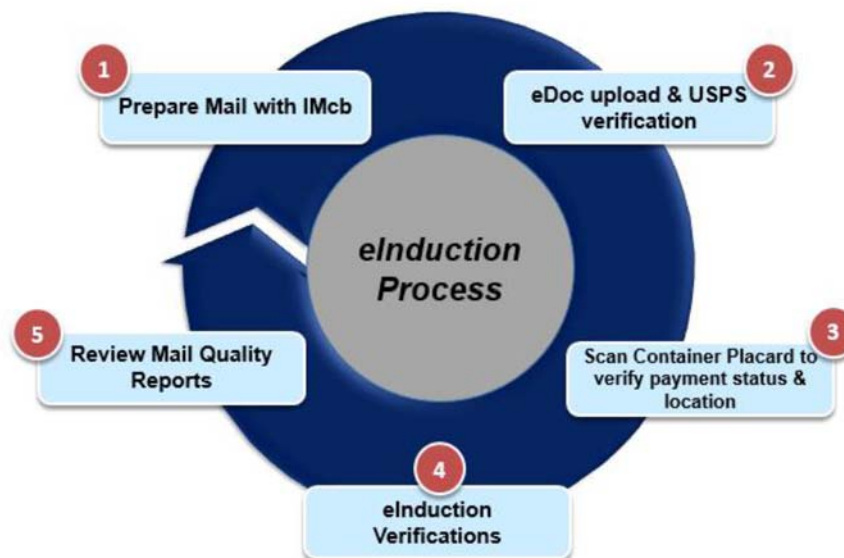 1
Prepare Mail with IMcb
2
eDoc upload & USPS
verification
eInduction
Process
3
Scan Container Placard to
verify payment status &
location
4
eInduction
Verifications
5
Review Mail Quality
Reports